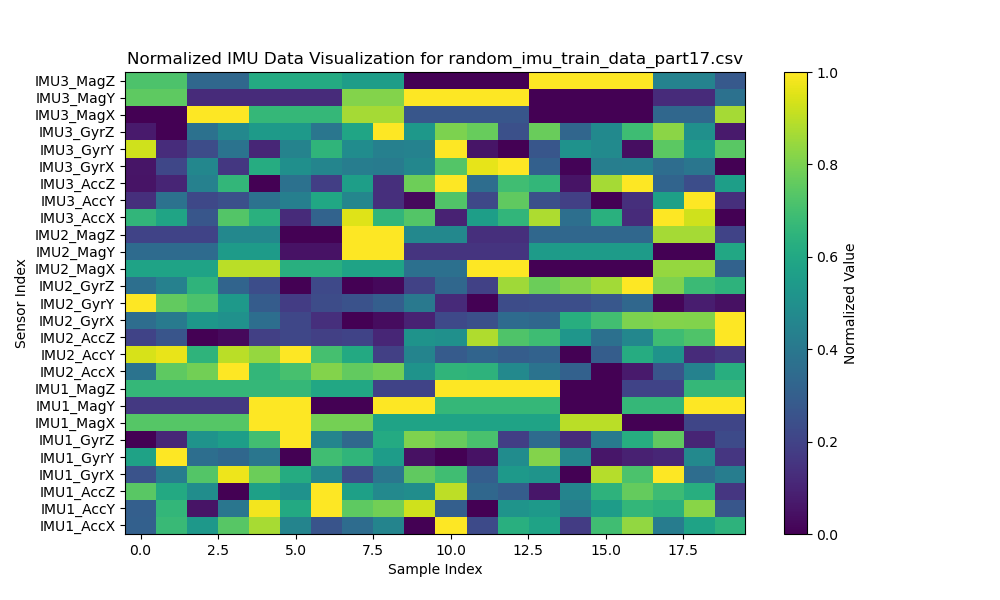 Normalized IMU Data Visualization for random_imu_train_data_part17.csv
IMU3_MagZ
IMU3_MagY
IMU3_MagX
IMU3_GyrZ
IMU3_GyrY
IMU3_GyrX
IMU3_AccZ
IMU3_AccY
IMU3_AccX
IMU2_MagZ
IMU2_MagY
IMU2_MagX
IMU2_GyrZ
IMU2_GyrY
IMU2_GyrX
IMU2_AccZ
IMU2_AccY
IMU2_AccX
IMU1_MagZ
IMU1_MagY
IMU1_MagX
IMU1_GyrZ
IMU1_GyrY
IMU1_GyrX
IMU1_AccZ
IMU1_AccY
IMU1_AccX
Sensor Index
0.0 2.5 5.0 7.5 10.0 12.5 15.0 17.5
Sample Index
1.0
0.8
0.6
0.4
0.2
0.0
Normalized Value